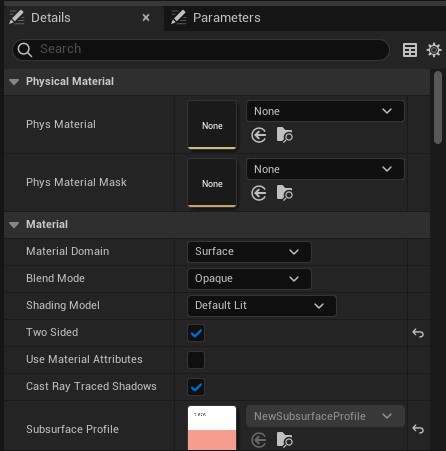 Details
Parameters
Search
Physical Material
Phys Material
None
None
Phys Material Mask
None
None
Material
Material Domain
Surface
Blend Mode
Opaque
Shading Model
Default Lit
Two Sided
Use Material Attributes
Cast Ray Traced Shadows
Subsurface Profile
NewSubsurfaceProfile